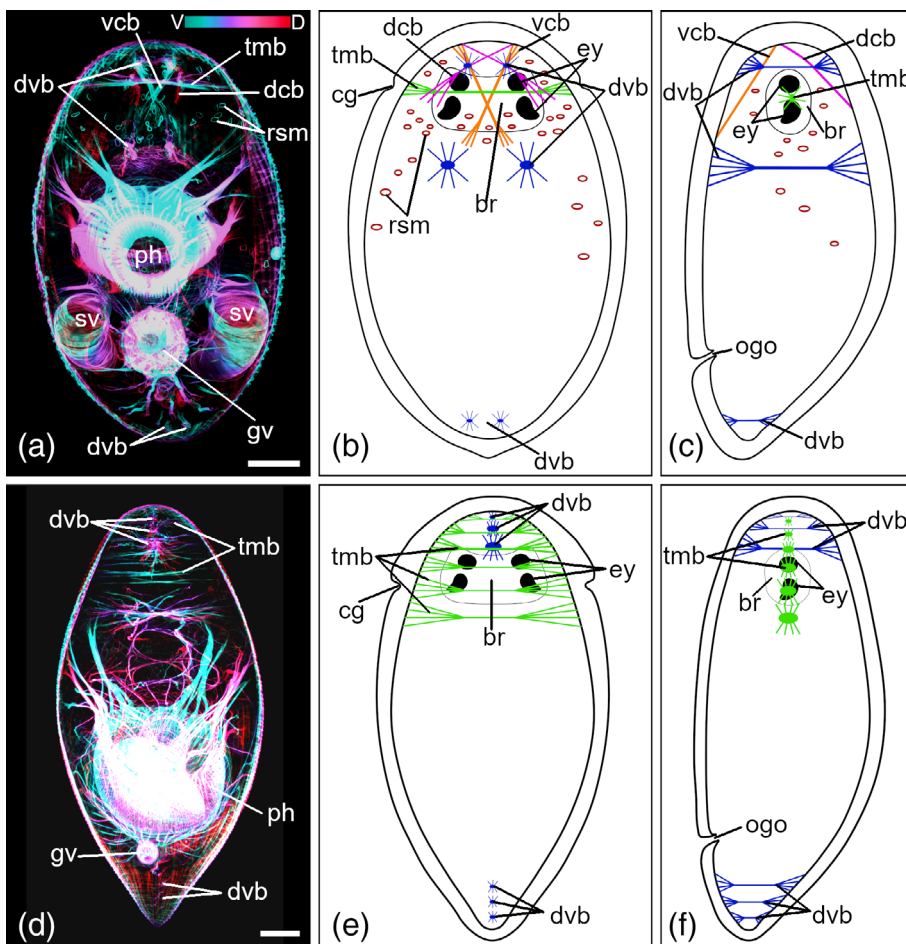 V D
vcb
tmb
dvb
dcb
rsm
ph
sv sv
gv
dvb
(a)
vcb
dcb ey
tmb
dvb
cg
br
rsm
dvb
(b)
vcb dcb
tmb
dvb
ey br
ogo
dvb
(c)
dvb
tmb
ph
gv
dvb
(d)
dvb
tmb
ey
cg
br
dvb
(e)
dvb
tmb
br ey
ogo
dvb
(f)